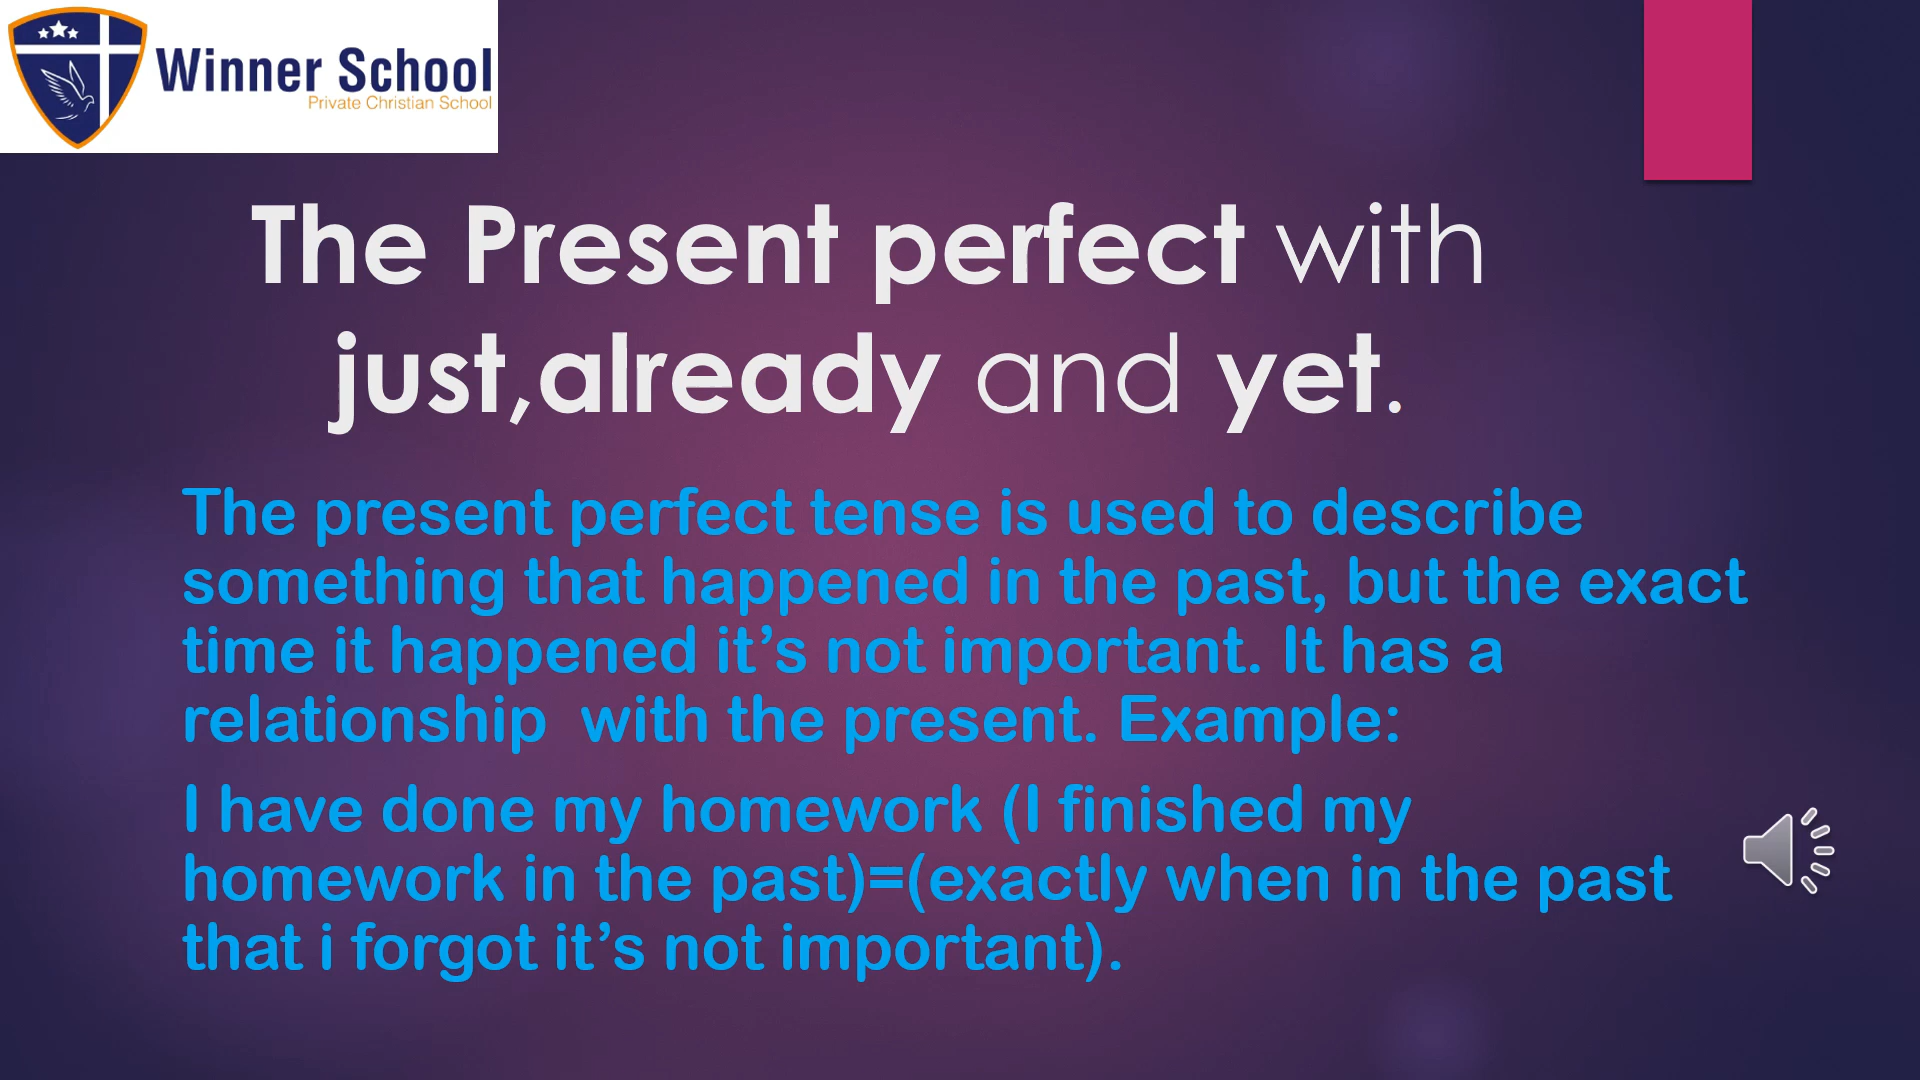 Winner School
Private Christian School
The Present perfect with
just,already and yet.
The present perfect tense is used to describe
something that happened in the past, but the exact
time it happened it’s not important. It has a
relationship  with the present. Example:
I have done my homework (I finished my
homework in the past)=(exactly when in the past
that i forgot it’s not important).